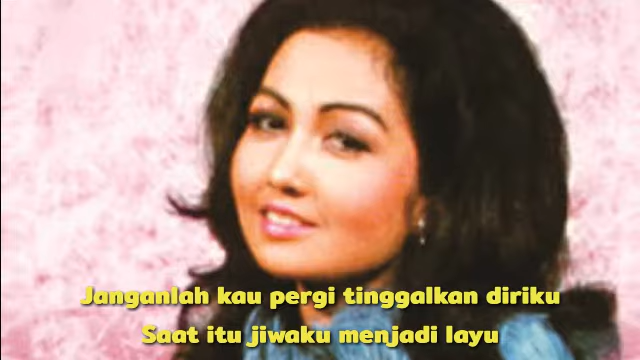 Janganlah kau pergi tinggalkan diriku
Saat itu jiwaku menjadi layu